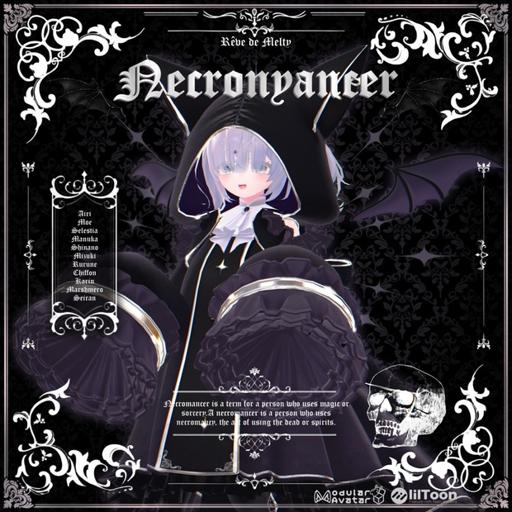 Rêve de Melty
Necronyancer
Airi
Moe
Selestia
Manuka
Shinano
Mizuki
Rurune
Chiffon
Karin
Marshmero
Seiran
Necromancer is a term for a person who uses magic or
sorcery.A necromancer is a person who uses
necromancy, the art of using the dead or spirits.
Modular
Avatar
lilToon